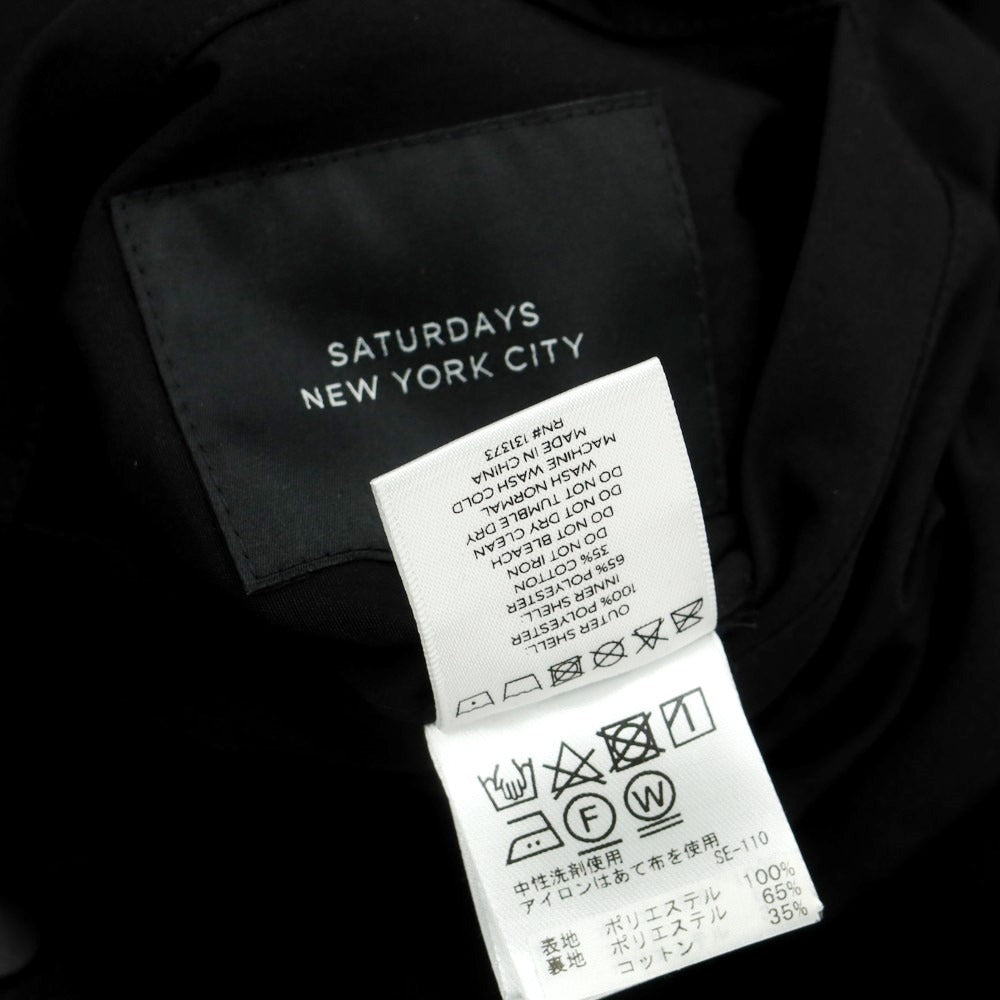 SATURDAYS
NEW YORK CITY
RN# 131373
MADE IN CHINA
MACHINE WASH COLD
WASH NORMAL
DO NOT TUMBLE DRY
DO NOT DRY CLEAN
DO NOT BLEACH
DO NOT IRON
35% COTTON
65% POLYESTER
INNER SHELL:
100% POLYESTER
OUTER SHELL:
F W
中性洗剤使用
アイロンはあて布を使用 SE-110
表地 ポリエステル 100%
裏地 ポリエステル 65%
コットン 35%